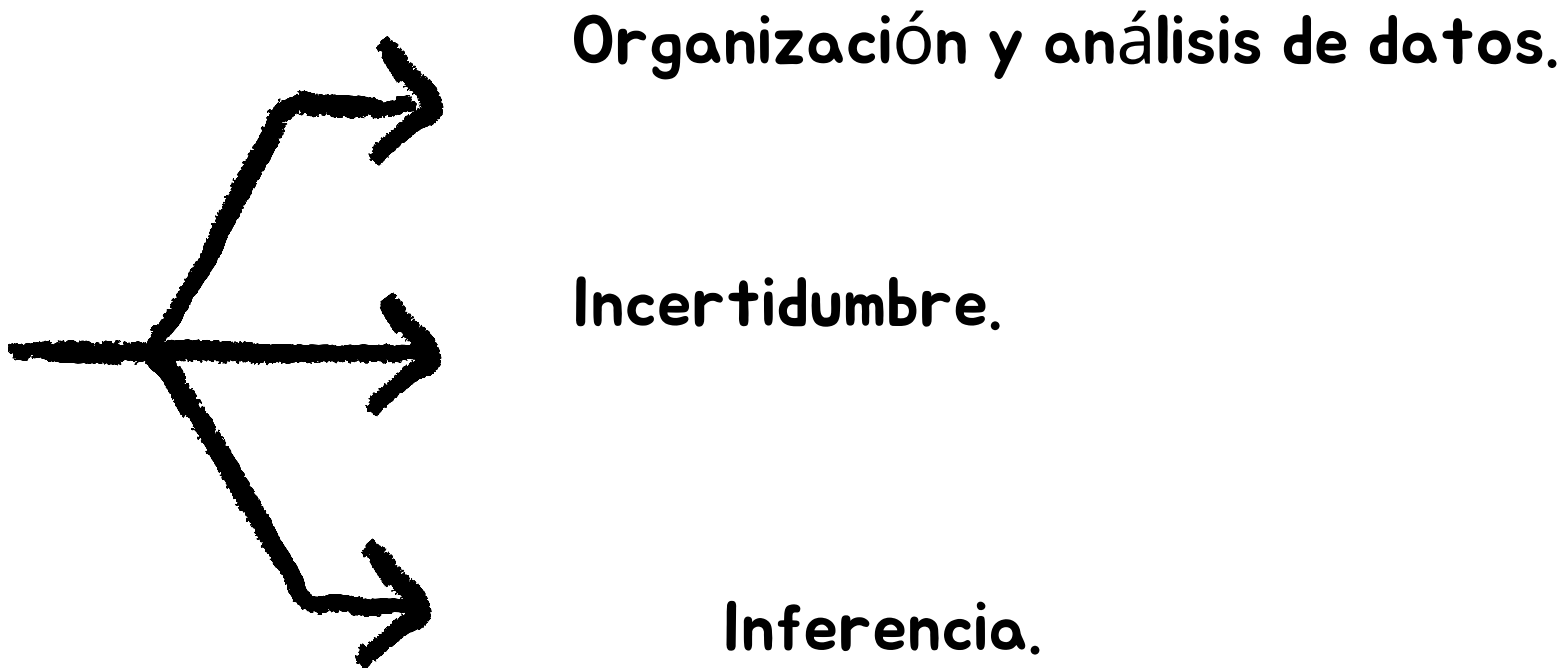 Organización y análisis de datos.
Incertidumbre.
Inferencia.